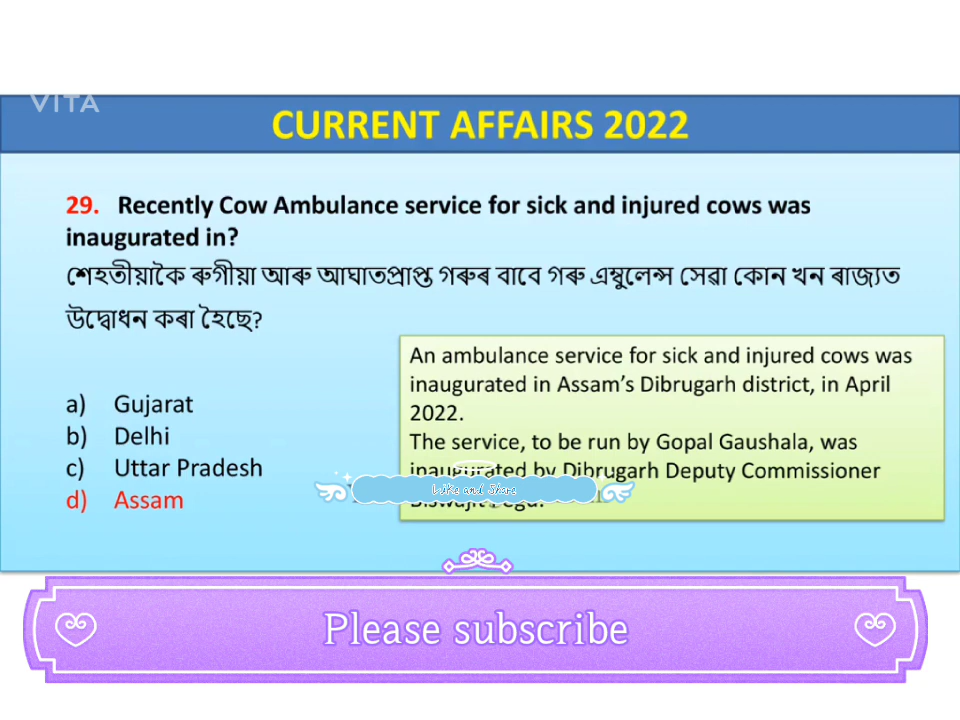 VITA
CURRENT AFFAIRS 2022
29. Recently Cow Ambulance service for sick and injured cows was
inaugurated in?
শেহতীয়াকৈ ৰুগীয়া আৰু আঘাতপ্ৰাপ্ত গৰুৰ বাবে গৰু এম্বুলেন্স সেৱা কোন খন ৰাজ্যত
উদ্বোধন কৰা হৈছে?
a) Gujarat
b) Delhi
c) Uttar Pradesh
d) Assam
An ambulance service for sick and injured cows was
inaugurated in Assam's Dibrugarh district, in April
2022.
The service, to be run by Gopal Gaushala, was
inaugurated by Dibrugarh Deputy Commissioner
Like and Share
Please subscribe